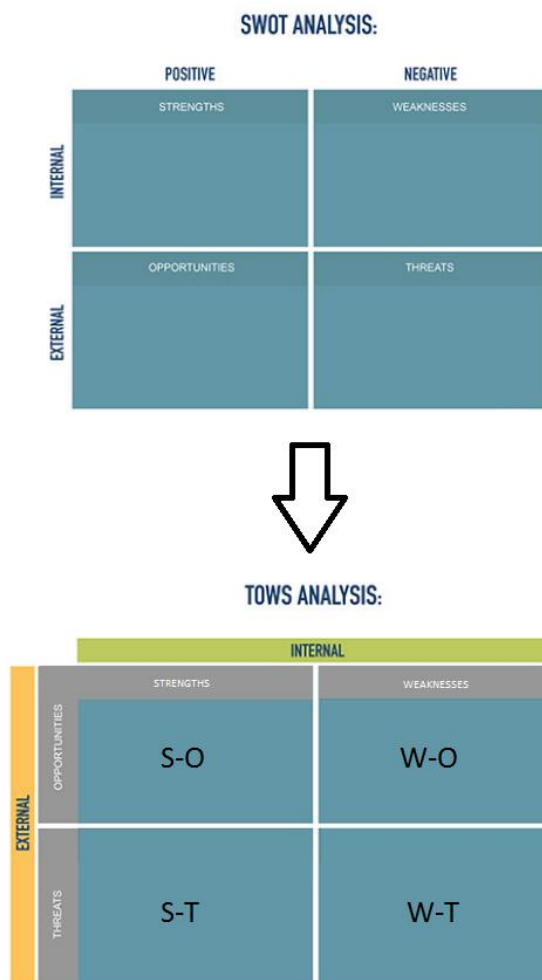 SWOT ANALYSIS:
POSITIVE NEGATIVE
STRENGTHS WEAKNESSES
INTERNAL
OPPORTUNITIES THREATS
EXTERNAL
TOWS ANALYSIS:
INTERNAL
STRENGTHS WEAKNESSES
OPPORTUNITIES
S-O W-O
EXTERNAL
THREATS
S-T W-T